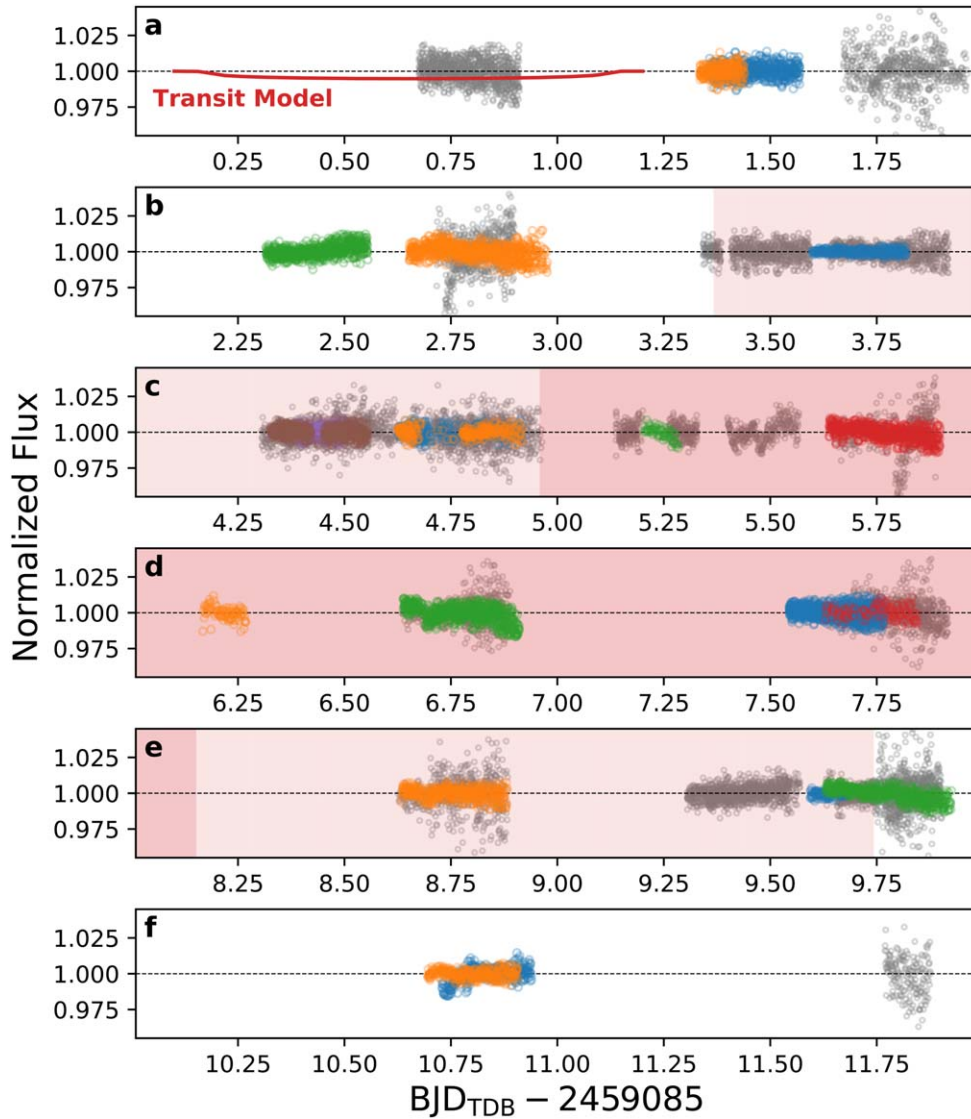 a
1.025
1.000
0.975
Transit Model
0.25 0.50 0.75 1.00 1.25 1.50 1.75
b
1.025
1.000
0.975
2.25 2.50 2.75 3.00 3.25 3.50 3.75
c
1.025
1.000
0.975
4.25 4.50 4.75 5.00 5.25 5.50 5.75
Normalized Flux
d
1.025
1.000
0.975
6.25 6.50 6.75 7.00 7.25 7.50 7.75
e
1.025
1.000
0.975
8.25 8.50 8.75 9.00 9.25 9.50 9.75
f
1.025
1.000
0.975
10.25 10.50 10.75 11.00 11.25 11.50 11.75
BJD_TDB − 2459085